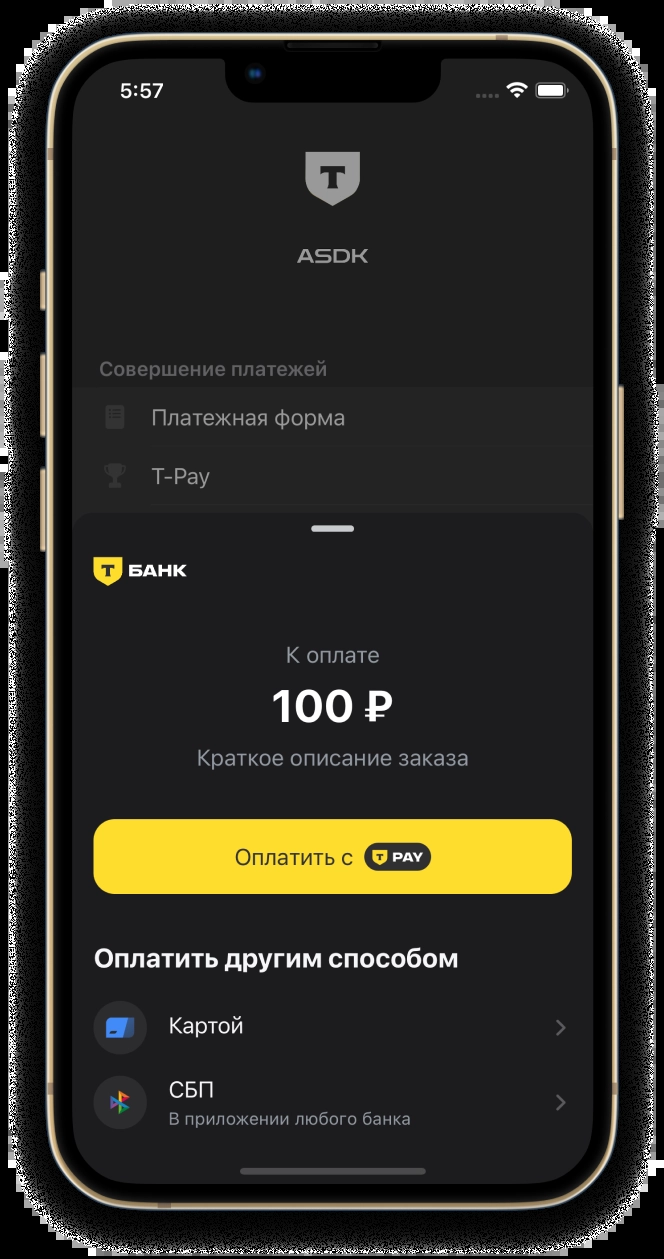 5:57
T
ASDK
Совершение платежей
Платежная форма
T-Pay
Т БАНК
К оплате
100 ₽
Краткое описание заказа
Оплатить с T PAY
Оплатить другим способом
Картой
СБП
В приложении любого банка